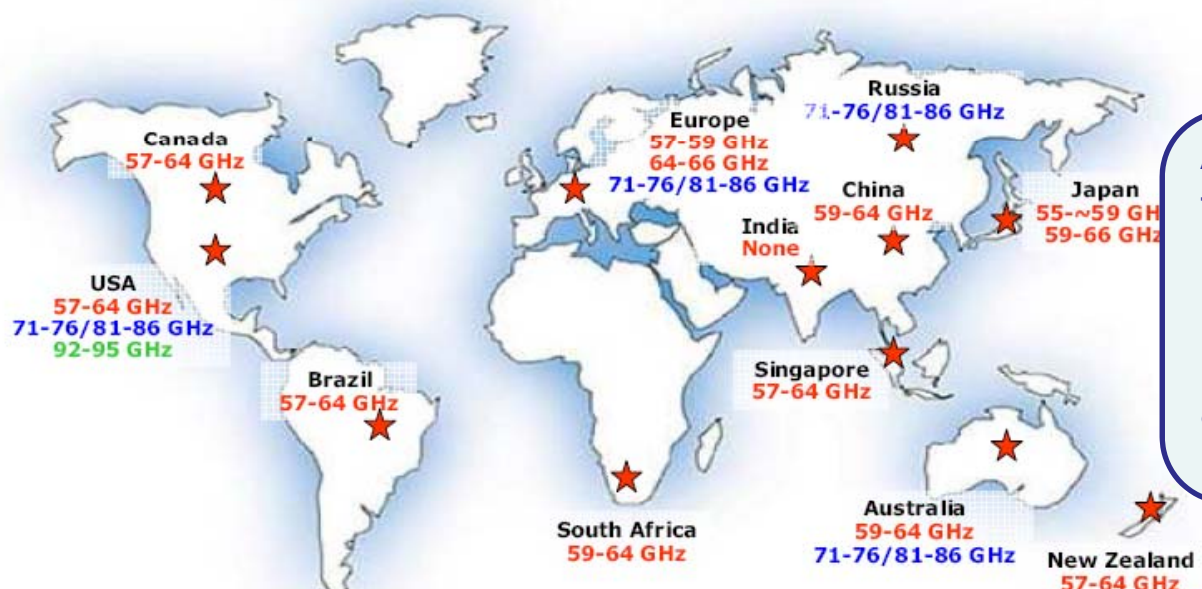 Canada
57-64 GHz
USA
57-64 GHz
71-76/81-86 GHz
92-95 GHz
Brazil
57-64 GHz
Europe
57-59 GHz
64-66 GHz
71-76/81-86 GHz
Russia
71-76/81-86 GHz
China
59-64 GHz
India
None
Japan
55-~59 GH
59-66 GHz
Singapore
57-64 GHz
South Africa
59-64 GHz
Australia
59-64 GHz
71-76/81-86 GHz
New Zealand
57-64 GHz